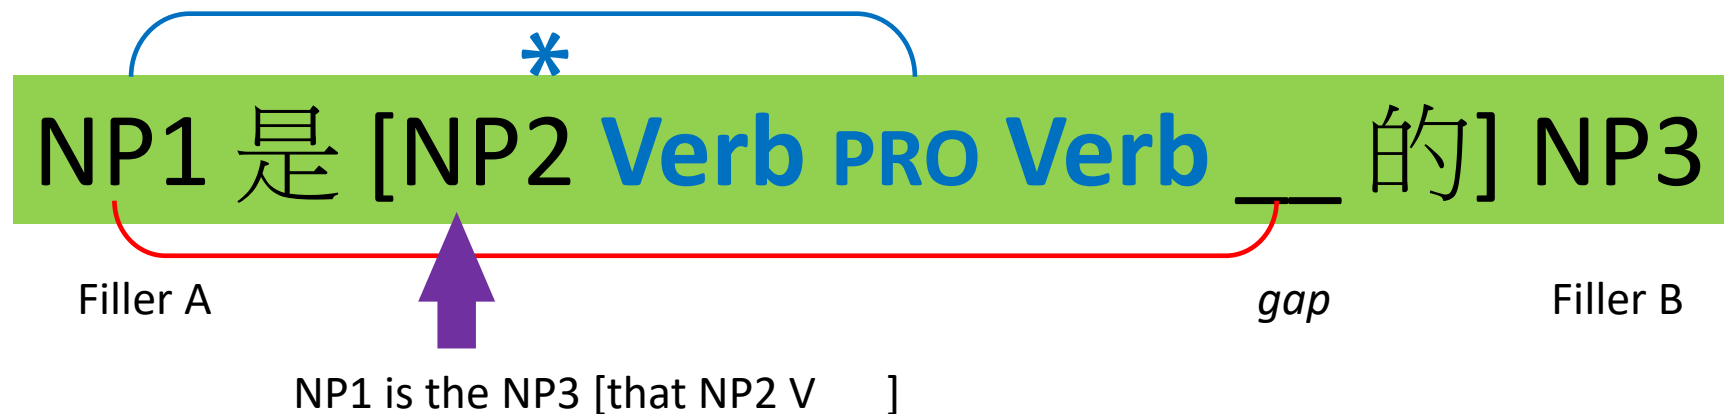 *
NP1 是 [NP2 Verb PRO Verb __ 的] NP3
Filler A gap Filler B
NP1 is the NP3 [that NP2 V ]